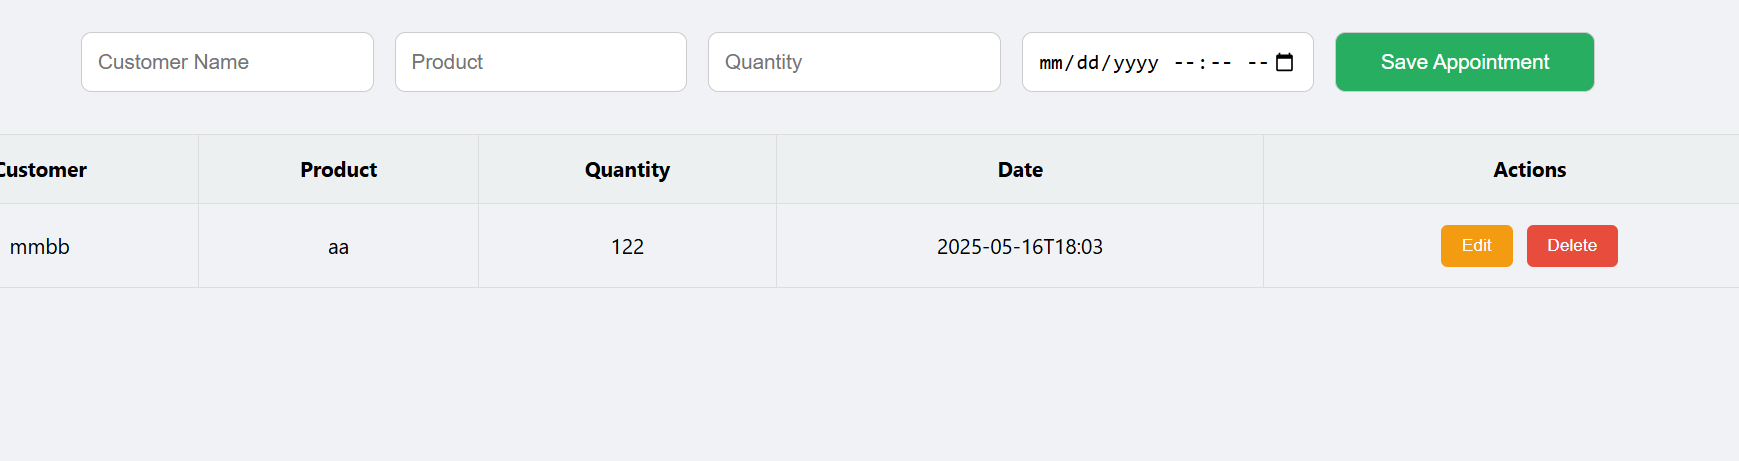 Customer Name Product Quantity mm/dd/yyyy --:-- -- Save Appointment
Customer Product Quantity Date Actions
mmbb aa 122 2025-05-16T18:03 Edit Delete